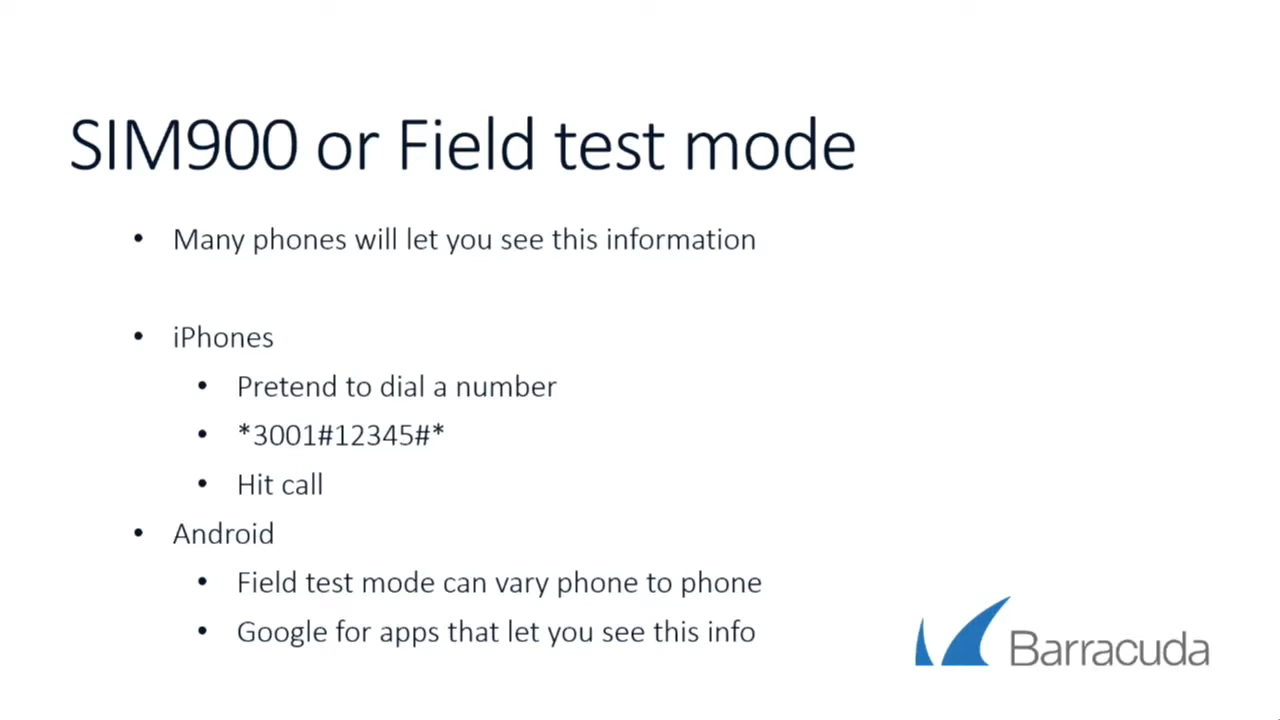 SIM900 or Field test mode
• Many phones will let you see this information
• iPhones
• Pretend to dial a number
• *3001#12345#*
• Hit call
• Android
• Field test mode can vary phone to phone
• Google for apps that let you see this info
Barracuda